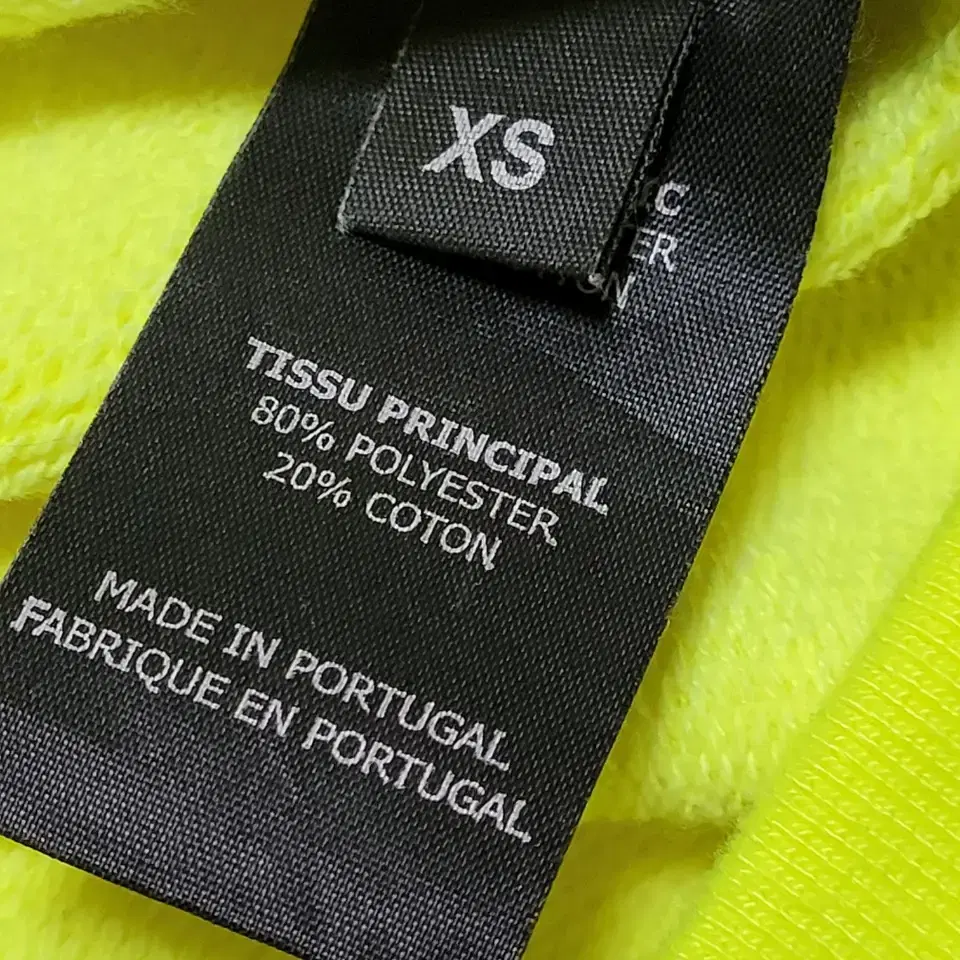 XS
TISSU PRINCIPAL
80% POLYESTER
20% COTON
MADE IN PORTUGAL
FABRIQUE EN PORTUGAL